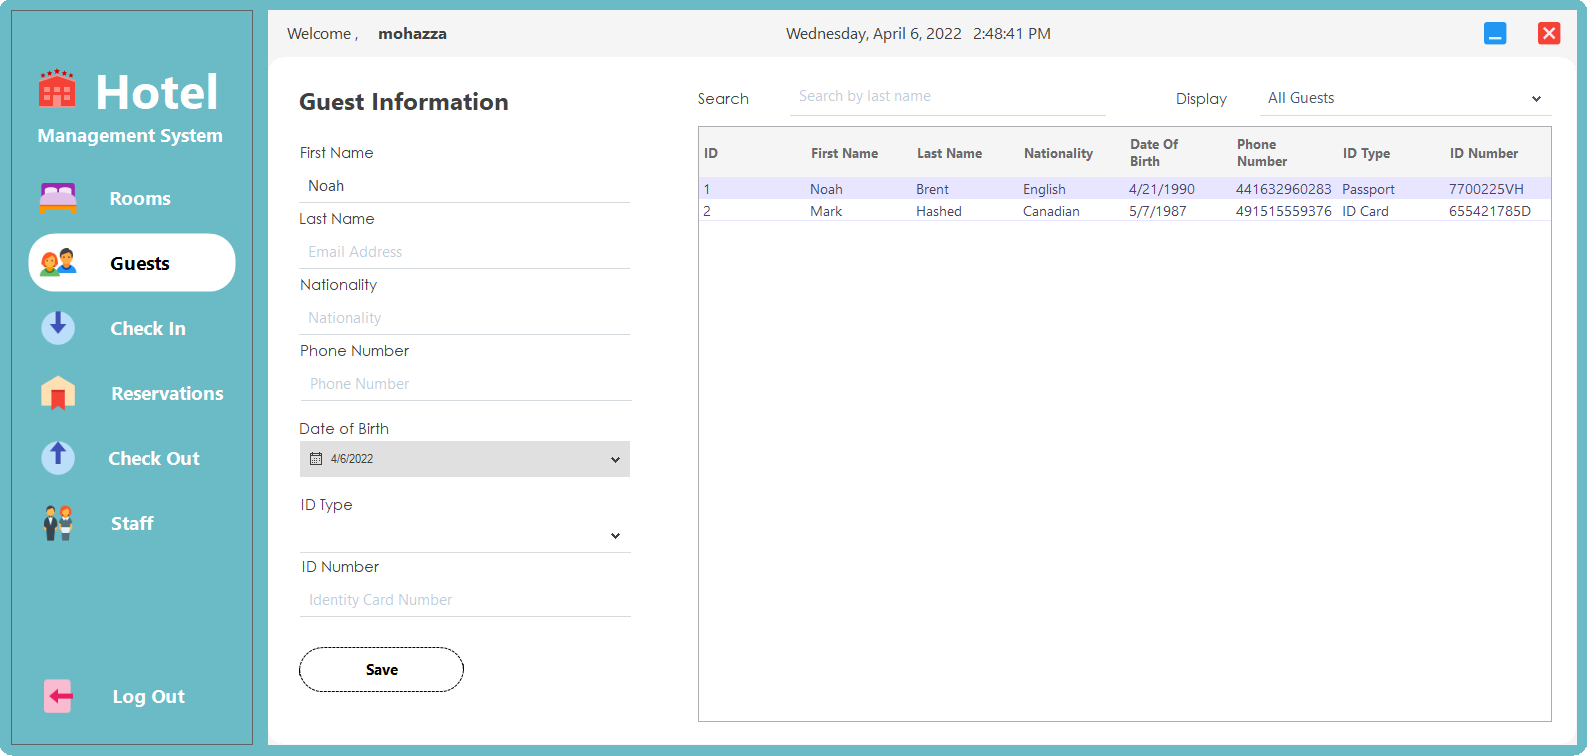 Welcome , mohazza Wednesday, April 6, 2022 2:48:41 PM
Hotel
Management System
Rooms
Guests
Check In
Reservations
Check Out
Staff
Log Out
Guest Information
First Name
Noah
Last Name
Email Address
Nationality
Nationality
Phone Number
Phone Number
Date of Birth
4/6/2022
ID Type
ID Number
Identity Card Number
Save
Search Search by last name Display All Guests
ID First Name Last Name Nationality Date Of Birth Phone Number ID Type ID Number
1 Noah Brent English 4/21/1990 441632960283 Passport 7700225VH
2 Mark Hashed Canadian 5/7/1987 491515559376 ID Card 655421785D